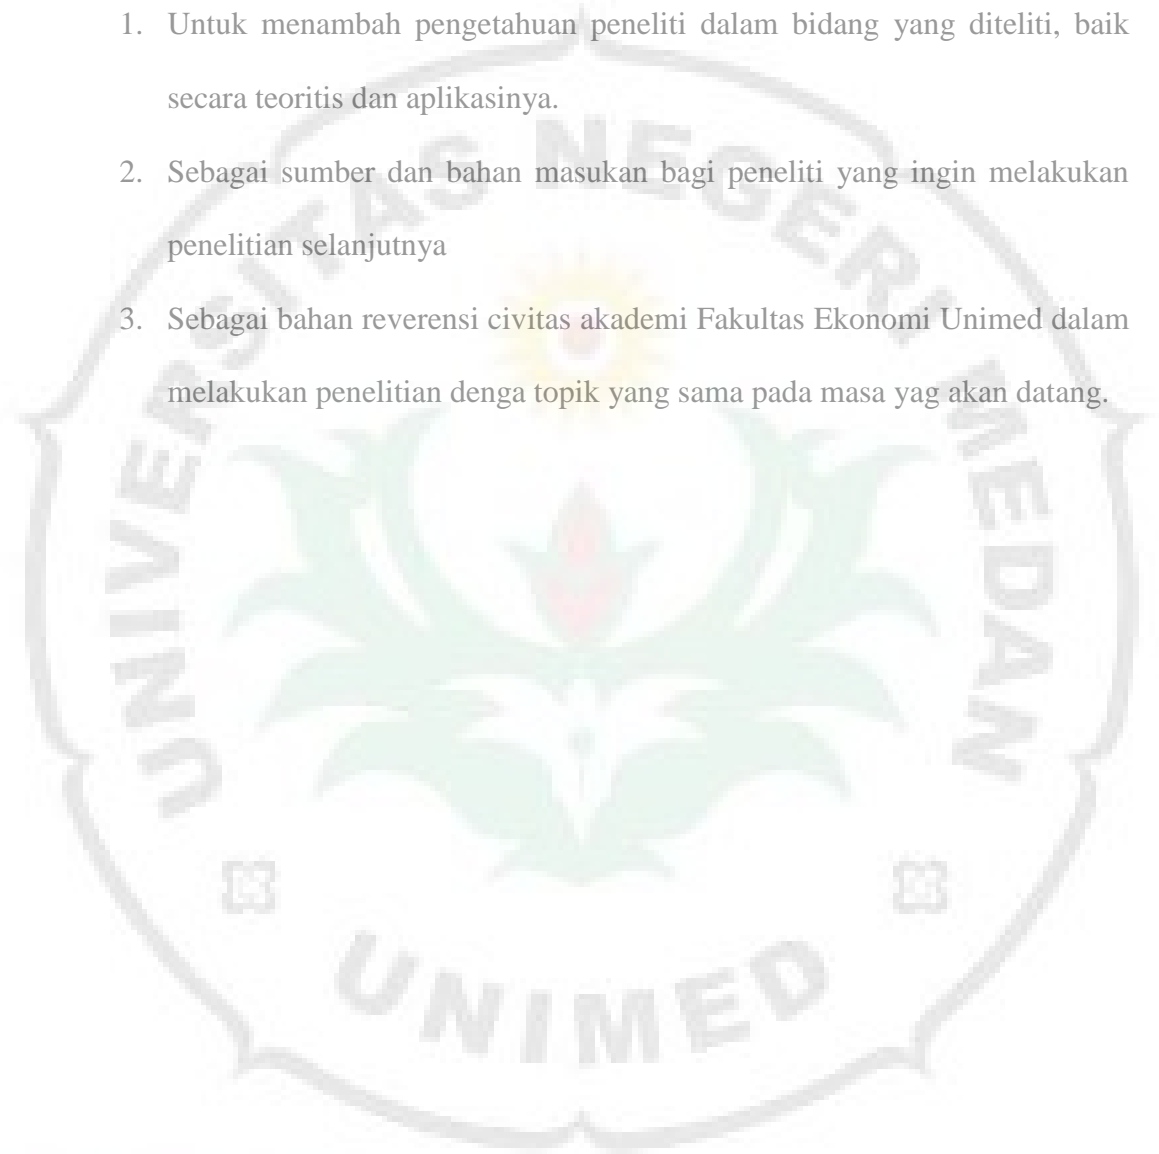 1. Untuk menambah pengetahuan peneliti dalam bidang yang diteliti, baik
secara teoritis dan aplikasinya.
2. Sebagai sumber dan bahan masukan bagi peneliti yang ingin melakukan
penelitian selanjutnya
3. Sebagai bahan reverensi civitas akademi Fakultas Ekonomi Unimed dalam
melakukan penelitian denga topik yang sama pada masa yag akan datang.
UNIVERSITAS NEGERI MEDAN
UNIMED